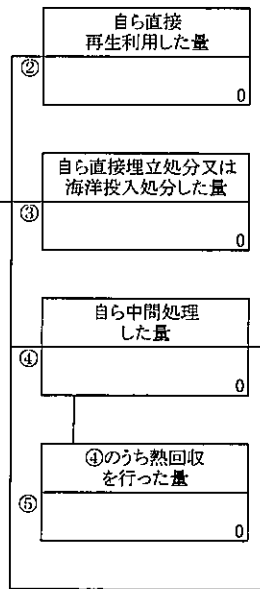 自ら直接
再生利用した量
②
0
自ら直接埋立処分又は
海洋投入処分した量
③
0
自ら中間処理
した量
④
0
④のうち熱回収
を行った量
⑤
0